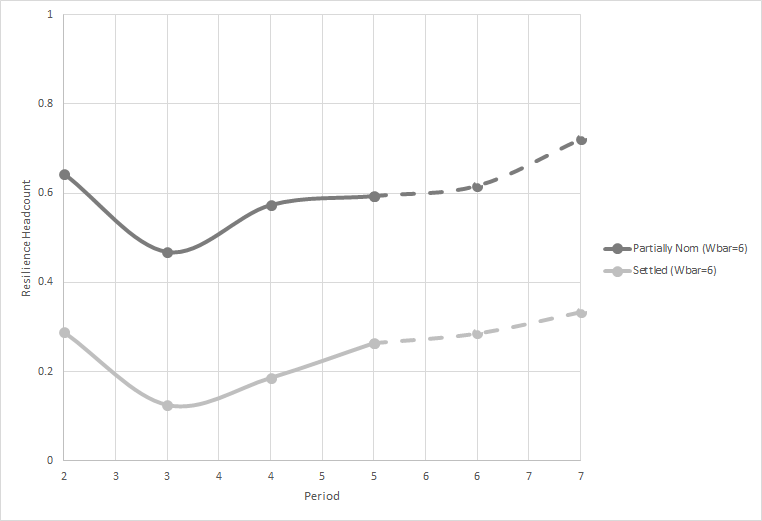 1
0.8
0.6
0.4
0.2
0
Resilience Headcount
2 3 3 4 4 5 5 6 6 7 7
Period
Partially Nom (Wbar=6)
Settled (Wbar=6)